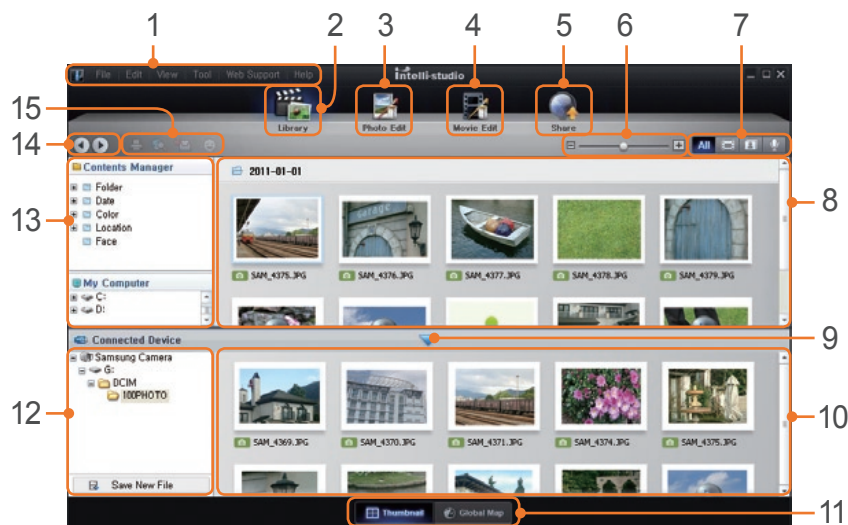 1 2 3 4 5 6 7
File Edit View Tool Web Support Help
intelli-studio
Library Photo Edit Movie Edit Share
15
14
All
Contents Manager
2011-01-01
Folder
Date
Color
Location
Face
13
8
SAM_4375.JPG SAM_4376.JPG SAM_4377.JPG SAM_4378.JPG SAM_4379.JPG
My Computer
C:
D:
Connected Device
9
Samsung Camera
G:
DCIM
100PHOTO
12
10
SAM_4369.JPG SAM_4370.JPG SAM_4371.JPG SAM_4374.JPG SAM_4375.JPG
Save New File
Thumbnail Global Map
11